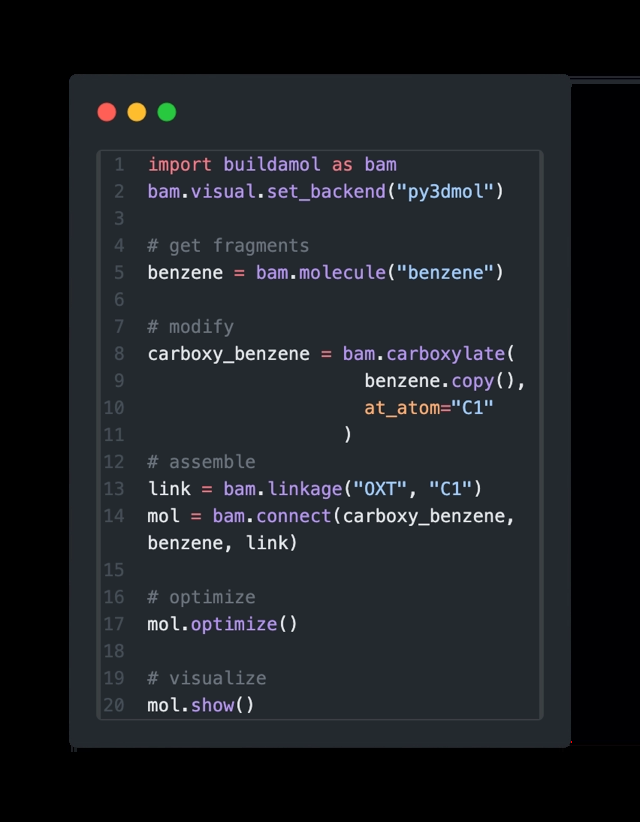 1 import buildamol as bam
2 bam.visual.set_backend("py3dmol")
3
4 # get fragments
5 benzene = bam.molecule("benzene")
6
7 # modify
8 carboxy_benzene = bam.carboxylate(
9                     benzene.copy(),
10                     at_atom="C1"
11                   )
12 # assemble
13 link = bam.linkage("OXT", "C1")
14 mol = bam.connect(carboxy_benzene,
benzene, link)
15
16 # optimize
17 mol.optimize()
18
19 # visualize
20 mol.show()